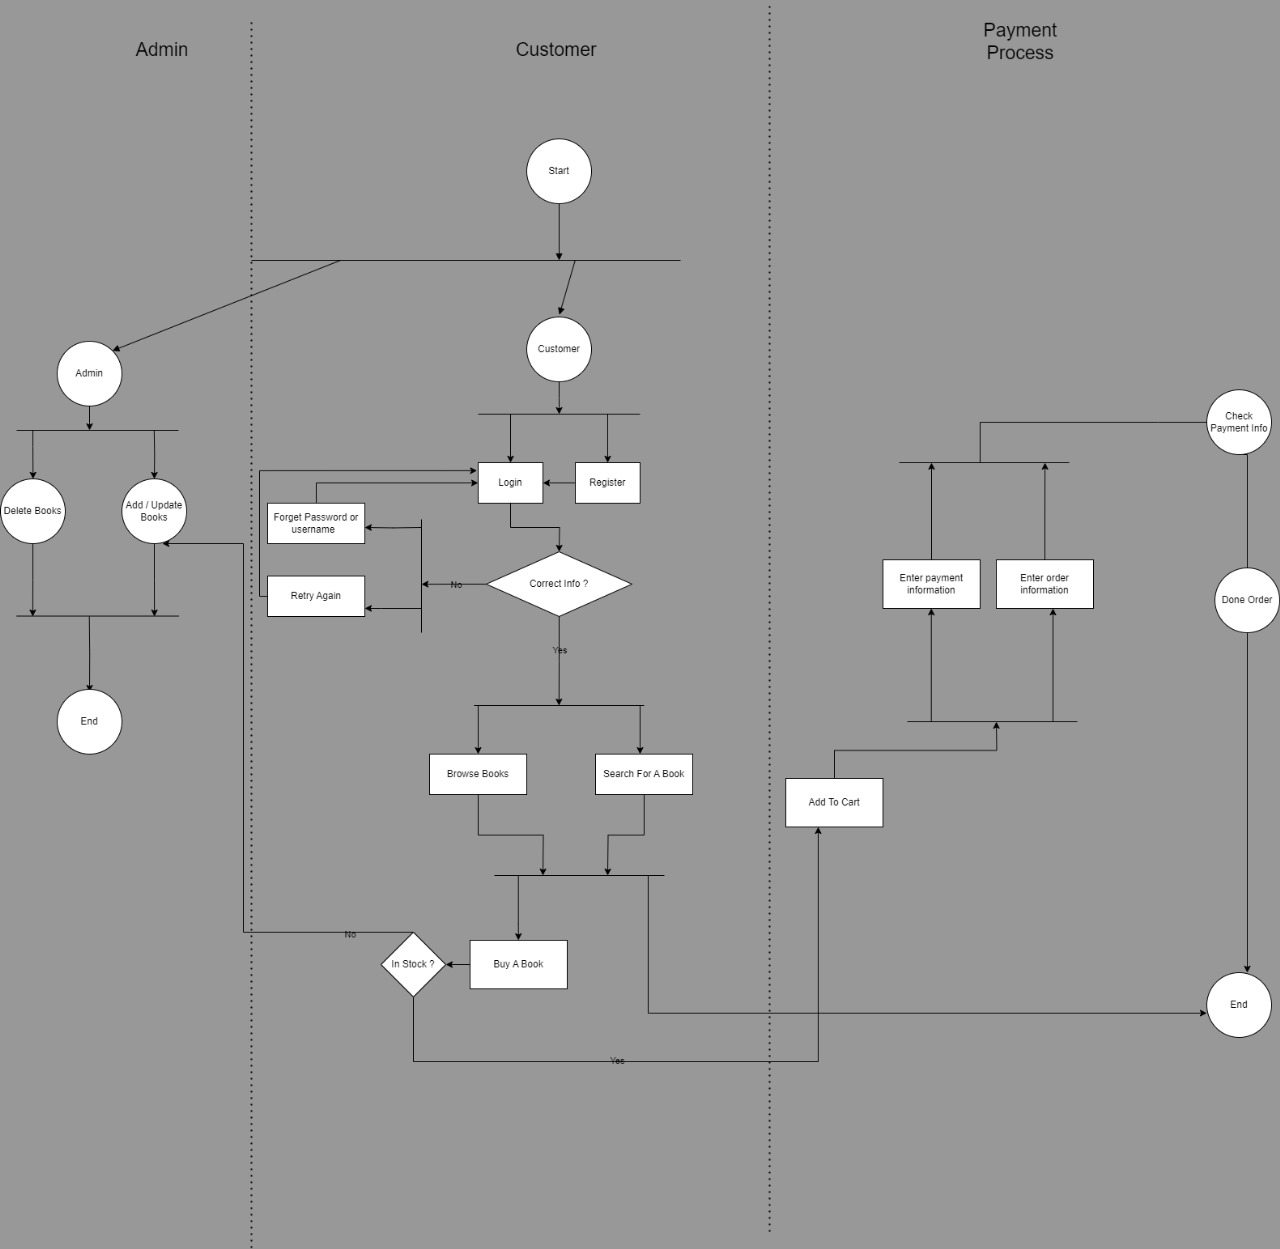 Admin
Customer
Payment
Process
Start
Customer
Admin
Check
Payment Info
Login
Register
Delete Books
Add / Update
Books
Forget Password or
username
Correct Info ?
No
Retry Again
Enter payment
information
Enter order
information
Done Order
Yes
End
Browse Books
Search For A Book
Add To Cart
No
In Stock ?
Buy A Book
End
Yes